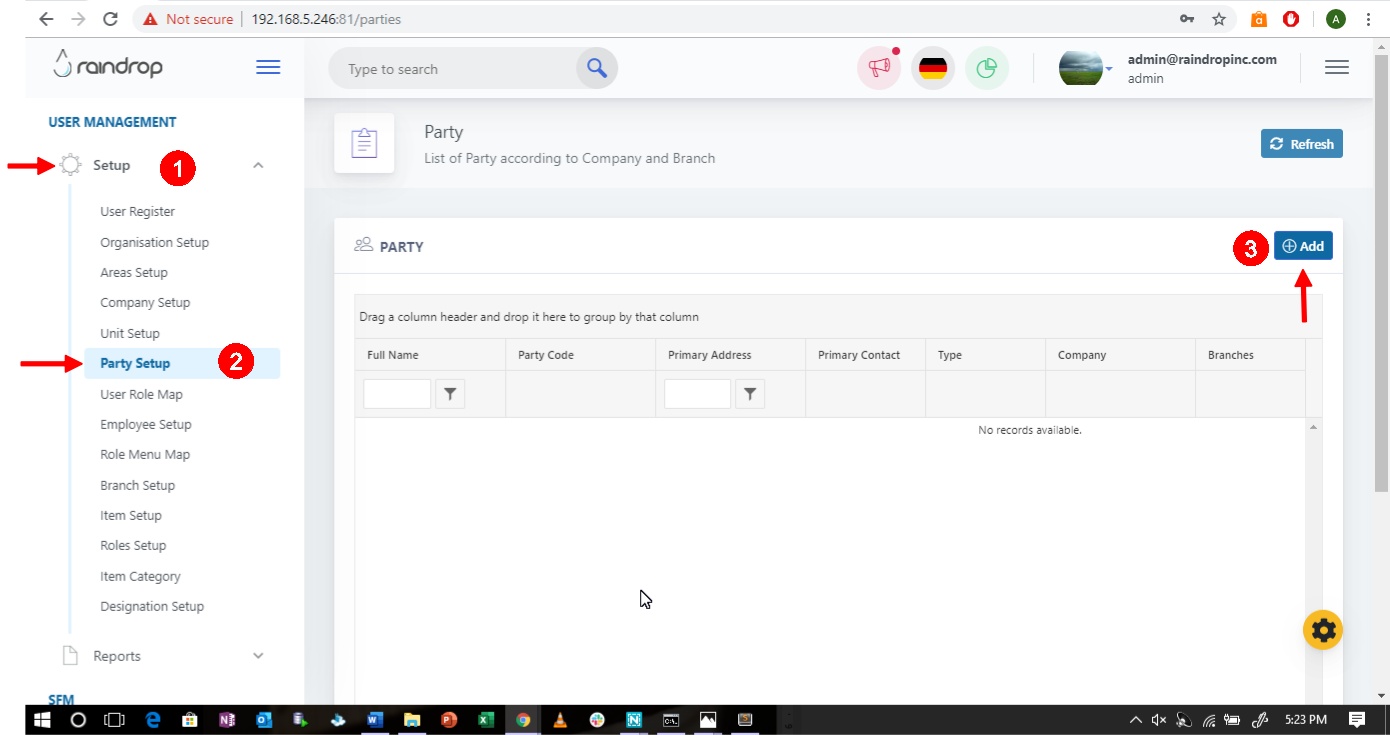 Not secure | 192.168.5.246:81/parties
A
raindrop
Type to search
admin@raindropinc.com
admin
USER MANAGEMENT
Setup
1
User Register
Organisation Setup
Areas Setup
Company Setup
Unit Setup
Party Setup
2
User Role Map
Employee Setup
Role Menu Map
Branch Setup
Item Setup
Roles Setup
Item Category
Designation Setup
Reports
SFM
Party
List of Party according to Company and Branch
Refresh
PARTY
3
Add
Drag a column header and drop it here to group by that column
Full Name Party Code Primary Address Primary Contact Type Company Branches
No records available.
5:23 PM